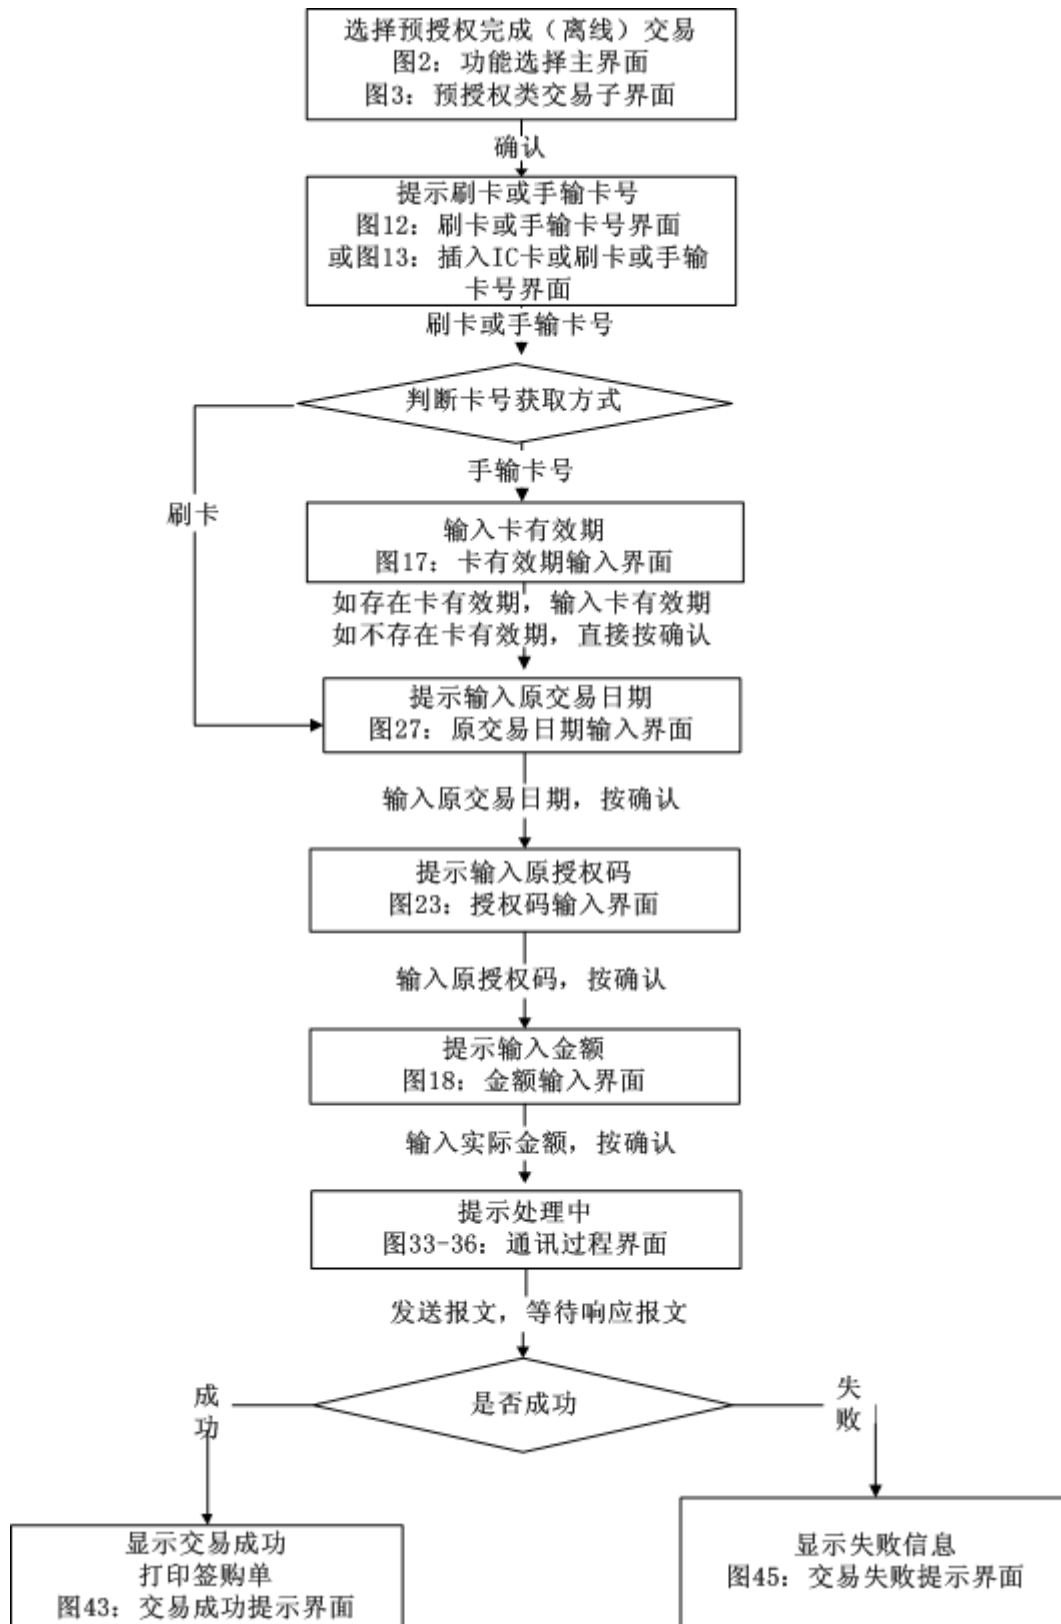 选择预授权完成（离线）交易
图2：功能选择主界面
图3：预授权类交易子界面
确认
提示刷卡或手输卡号
图12：刷卡或手输卡号界面
或图13：插入IC卡或刷卡或手输
卡号界面
刷卡或手输卡号
判断卡号获取方式
手输卡号
刷卡
输入卡有效期
图17：卡有效期输入界面
如存在卡有效期，输入卡有效期
如不存在卡有效期，直接按确认
提示输入原交易日期
图27：原交易日期输入界面
输入原交易日期，按确认
提示输入原授权码
图23：授权码输入界面
输入原授权码，按确认
提示输入金额
图18：金额输入界面
输入实际金额，按确认
提示处理中
图33-36：通讯过程界面
发送报文，等待响应报文
是否成功
成
功
失
败
显示交易成功
打印签购单
图43：交易成功提示界面
显示失败信息
图45：交易失败提示界面